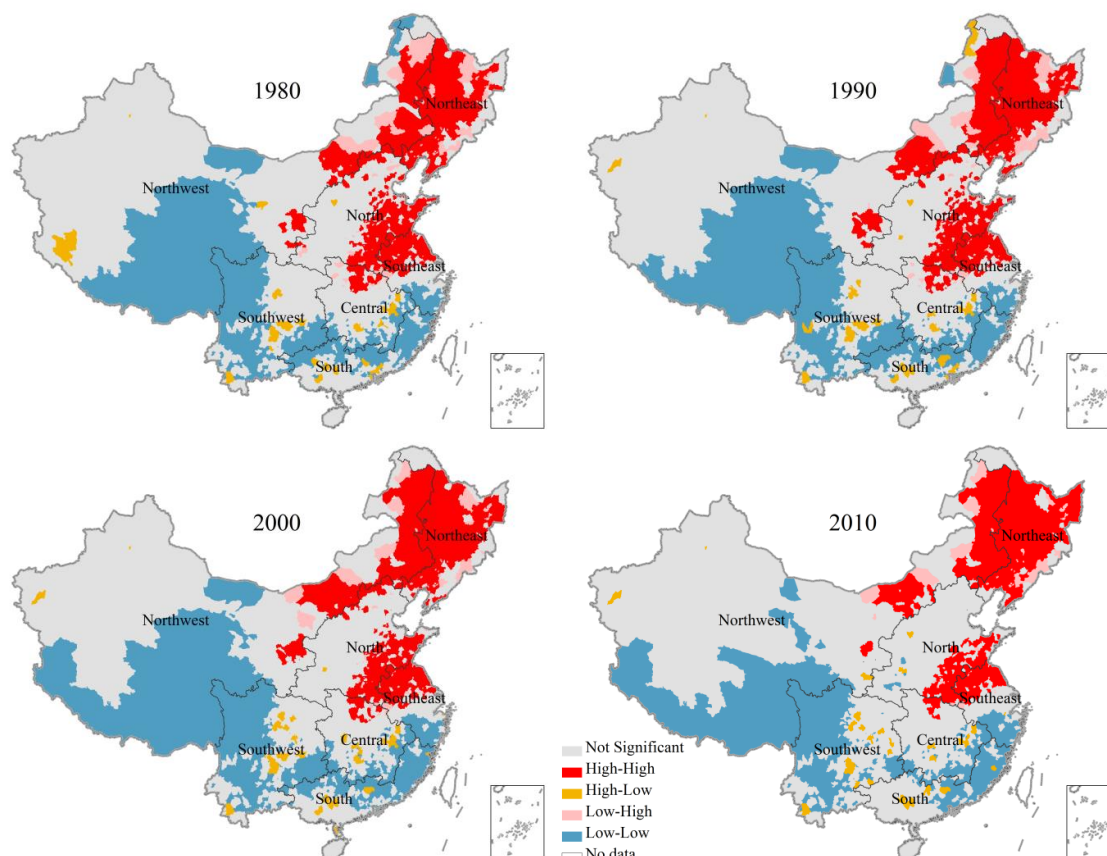 1980
Northeast
Northwest
North
Southeast
Central
Southwest
South
1990
Northeast
Northwest
North
Southeast
Central
Southwest
South
2000
Northeast
Northwest
North
Southeast
Central
Southwest
South
2010
Northeast
Northwest
North
Southeast
Central
Southwest
South
Not Significant
High-High
High-Low
Low-High
Low-Low
No data